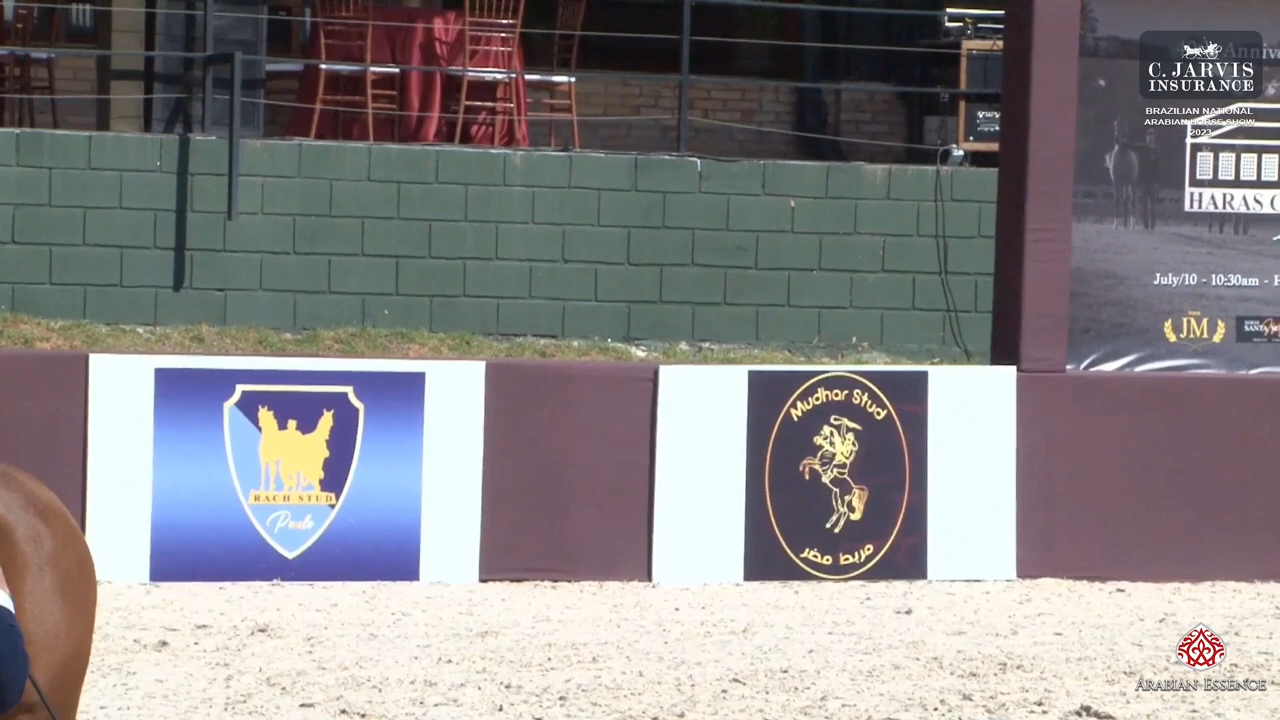 C. JARVIS
INSURANCE
BRAZILIAN NATIONAL
ARABIAN HORSE SHOW
2023
HARAS
July/10 - 10:30am -
JM
RACH STUD
Mudhar Stud
مربط مضر
ARABIAN ESSENCE